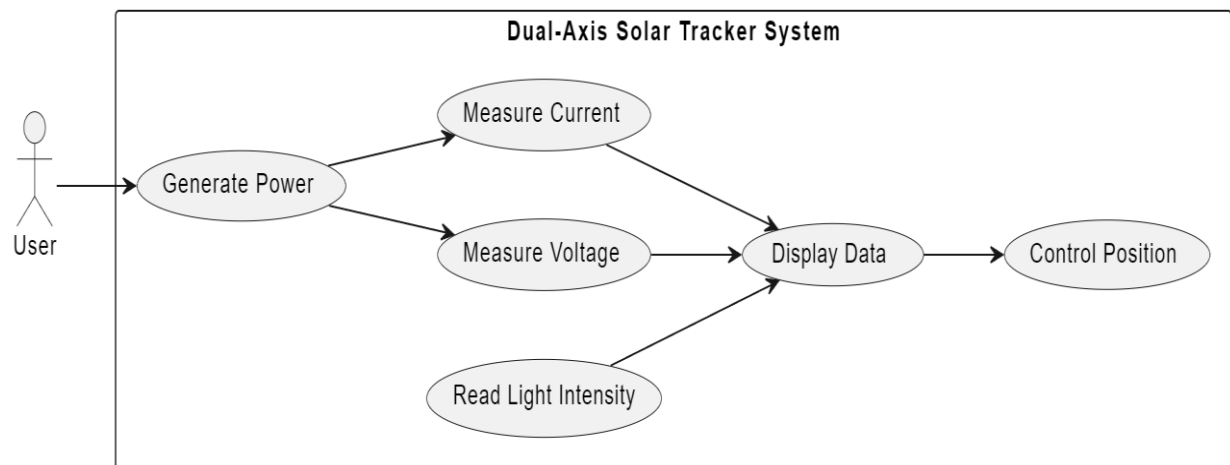 Dual-Axis Solar Tracker System
Measure Current
Generate Power
User
Measure Voltage
Display Data
Control Position
Read Light Intensity